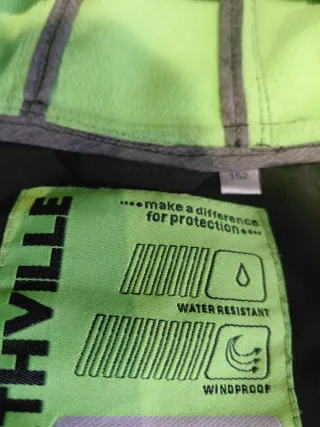 152
....make a difference
for protection....
THVILLE
WATER RESISTANT
WINDPROOF